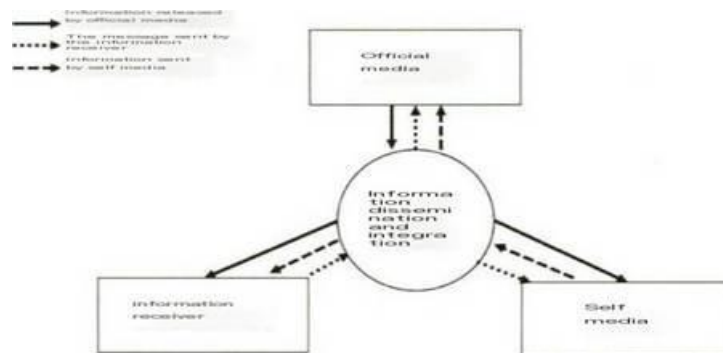 Information released
by official media
The message sent by
the information
receiver
Information sent
by self media
Official
media
Informa
tion
dissemi
nation
and
integra
tion
information
receiver
Self
media